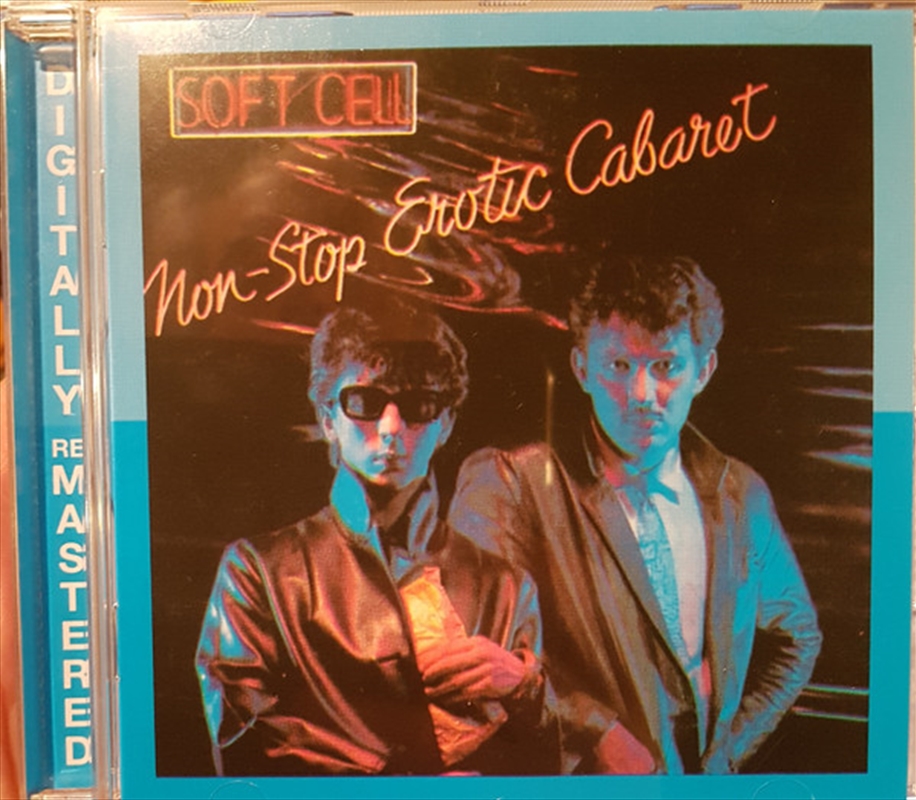 SOFT CELL
Non-Stop Erotic Cabaret
DIGITALLY REMASTERED